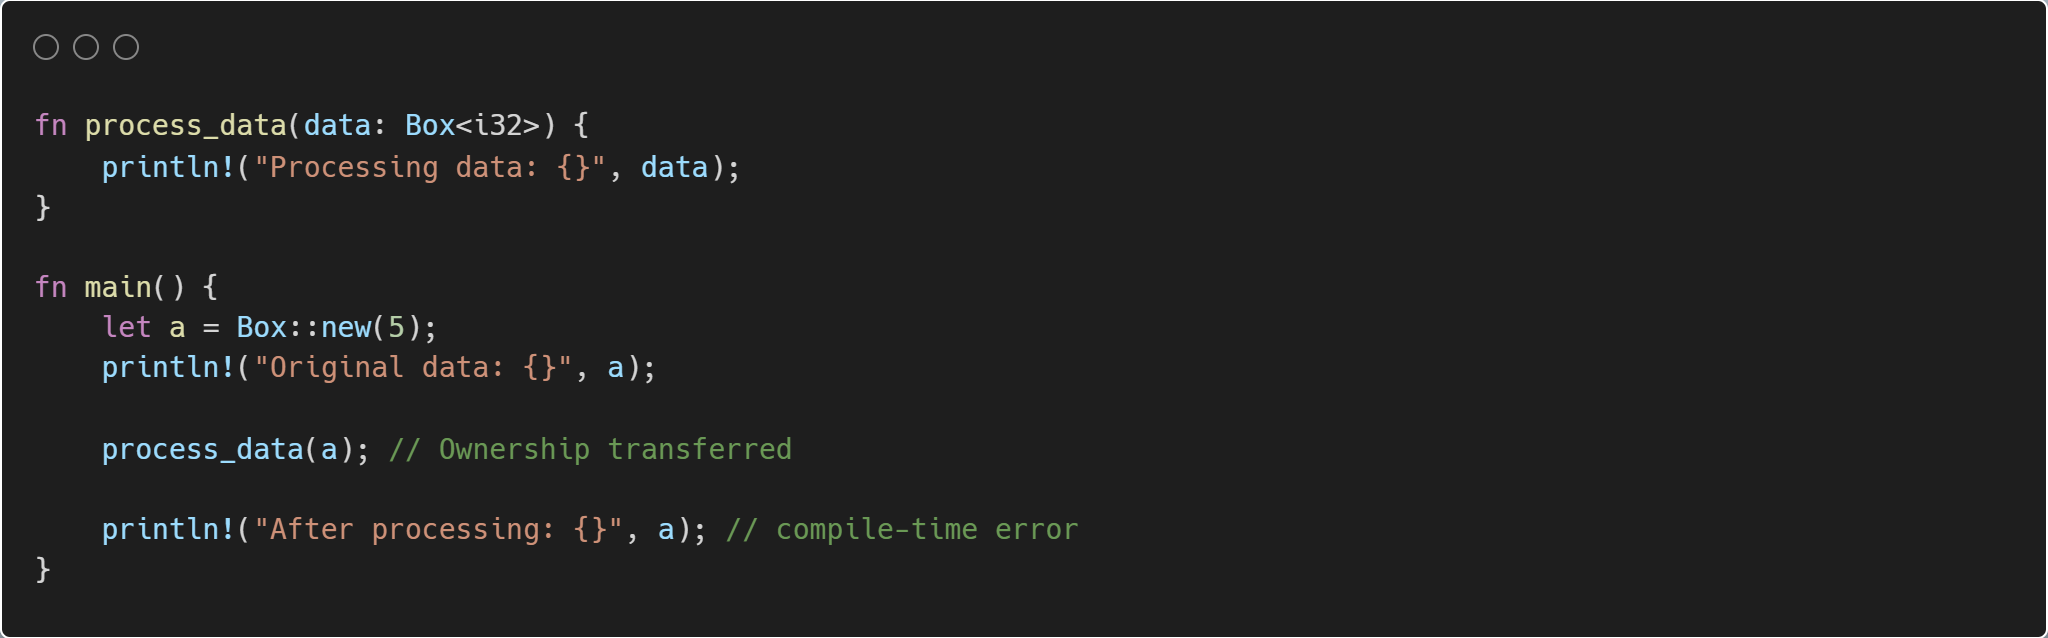 fn process_data(data: Box<i32>) {
    println!("Processing data: {}", data);
}
fn main() {
    let a = Box::new(5);
    println!("Original data: {}", a);
    process_data(a); // Ownership transferred
    println!("After processing: {}", a); // compile-time error
}